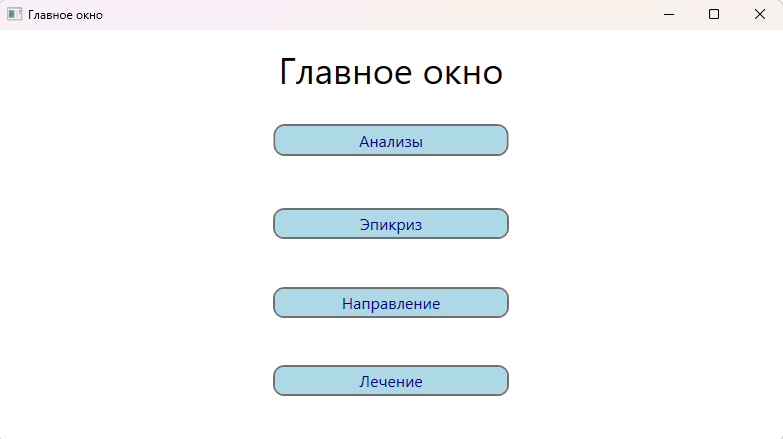 Главное окно
Главное окно
Анализы
Эпикриз
Направление
Лечение